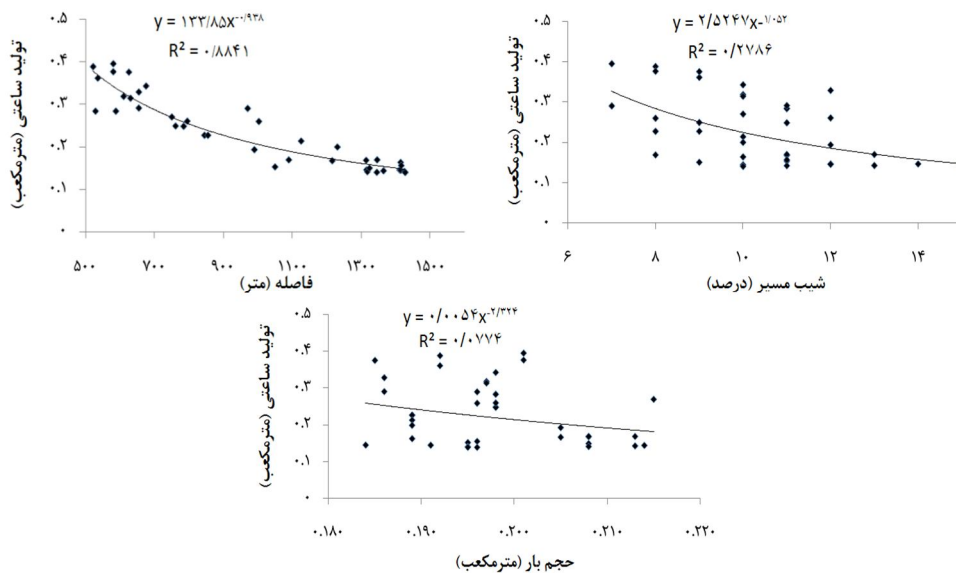 y = ۱۳۳/۸۵x^-۰/۹۳۸
R² = ۰/۸۸۴۱
تولید ساعتی (مترمکعب)
۰.۵
۰.۴
۰.۳
۰.۲
۰.۱
۰
۵۰۰ ۷۰۰ ۹۰۰ ۱۱۰۰ ۱۳۰۰ ۱۵۰۰
فاصله (متر)
y = ۲/۵۲۴۷x-^۱/۰۵۲
R² = ۰/۲۷۸۶
تولید ساعتی (مترمکعب)
۰.۵
۰.۴
۰.۳
۰.۲
۰.۱
۰
۶ ۸ ۱۰ ۱۲ ۱۴
شیب مسیر (درصد)
y = ۰/۰۰۵۴x^-۲/۳۲۴
R² = ۰/۰۷۷۴
تولید ساعتی (مترمکعب)
۰.۵
۰.۴
۰.۳
۰.۲
۰.۱
۰
۰.۱۸۰ ۰.۱۹۰ ۰.۲۰۰ ۰.۲۱۰ ۰.۲۲۰
حجم بار (مترمکعب)